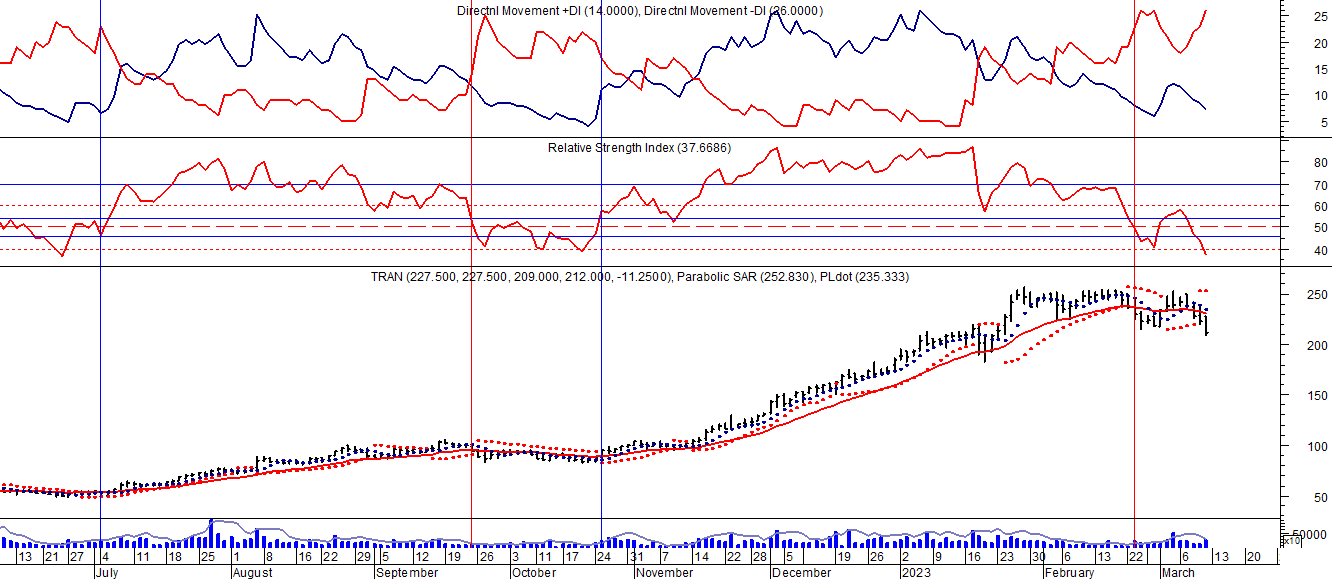 Directnl Movement +DI (14.0000), Directnl Movement -DI (26.0000)
25
20
15
10
5
Relative Strength Index (37.6686)
80
70
60
50
40
TRAN (227.500, 227.500, 209.000, 212.000, -11.2500), Parabolic SAR (252.830), PLdot (235.333)
250
200
150
100
50
50000
x10
13 21 27 4 11 18 25 1 8 16 22 29 5 12 19 26 3 11 17 24 31 7 14 22 28 5 19 26 2 9 16 23 30 6 13 22 6 13 20
July August September October November December 2023 February March